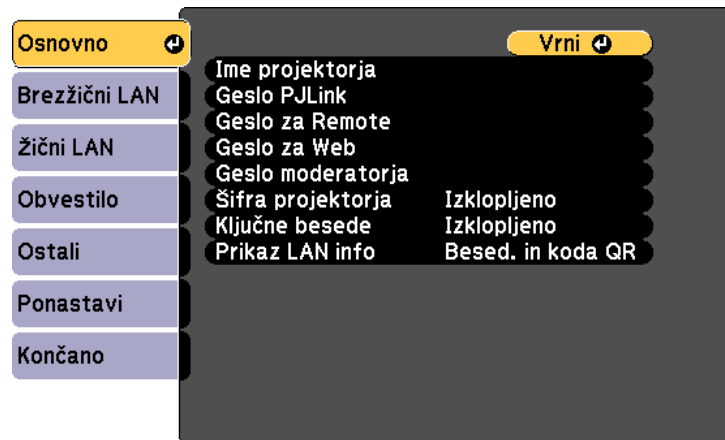 Osnovno
Brezžični LAN
Žični LAN
Obvestilo
Ostali
Ponastavi
Končano
Vrni
Ime projektorja
Geslo PJLink
Geslo za Remote
Geslo za Web
Geslo moderatorja
Šifra projektorja Izklopljeno
Ključne besede Izklopljeno
Prikaz LAN info Besed. in koda QR